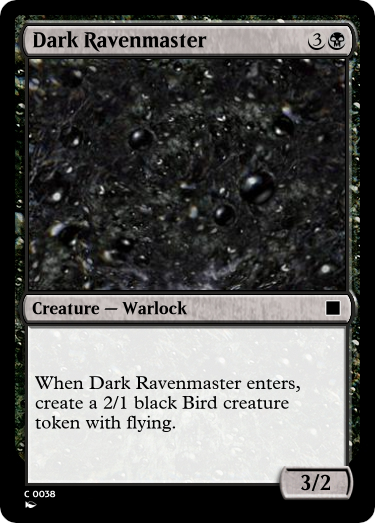 Dark Ravenmaster 3
Creature — Warlock
When Dark Ravenmaster enters,
create a 2/1 black Bird creature
token with flying.
3/2
C 0038